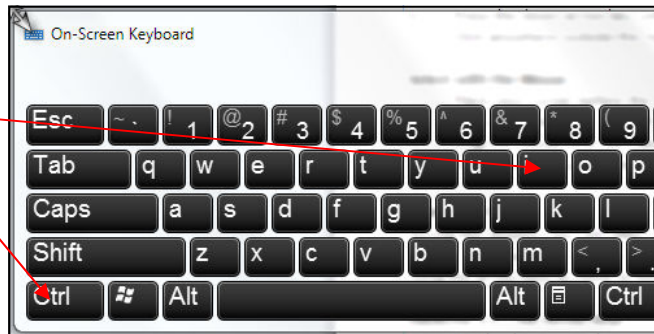 On-Screen Keyboard
Esc ~ ` ! 1 @ 2 # 3 $ 4 % 5 ^ 6 & 7 * 8 ( 9
Tab q w e r t y u i o p
Caps a s d f g h j k l
Shift z x c v b n m < , > .
Ctrl Alt Alt Ctrl